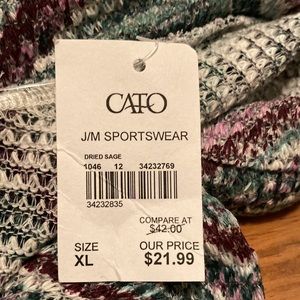 CATO
J/M SPORTSWEAR
DRIED SAGE
1046 12 34232769
34232835
COMPARE AT
$42.00
SIZE OUR PRICE
XL $21.99